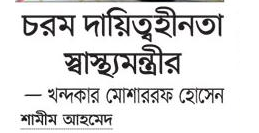 চরম দায়িত্বহীনতা
স্বাস্থ্যমন্ত্রীর
— খন্দকার মোশাররফ হোসেন
শামীম আহমেদ